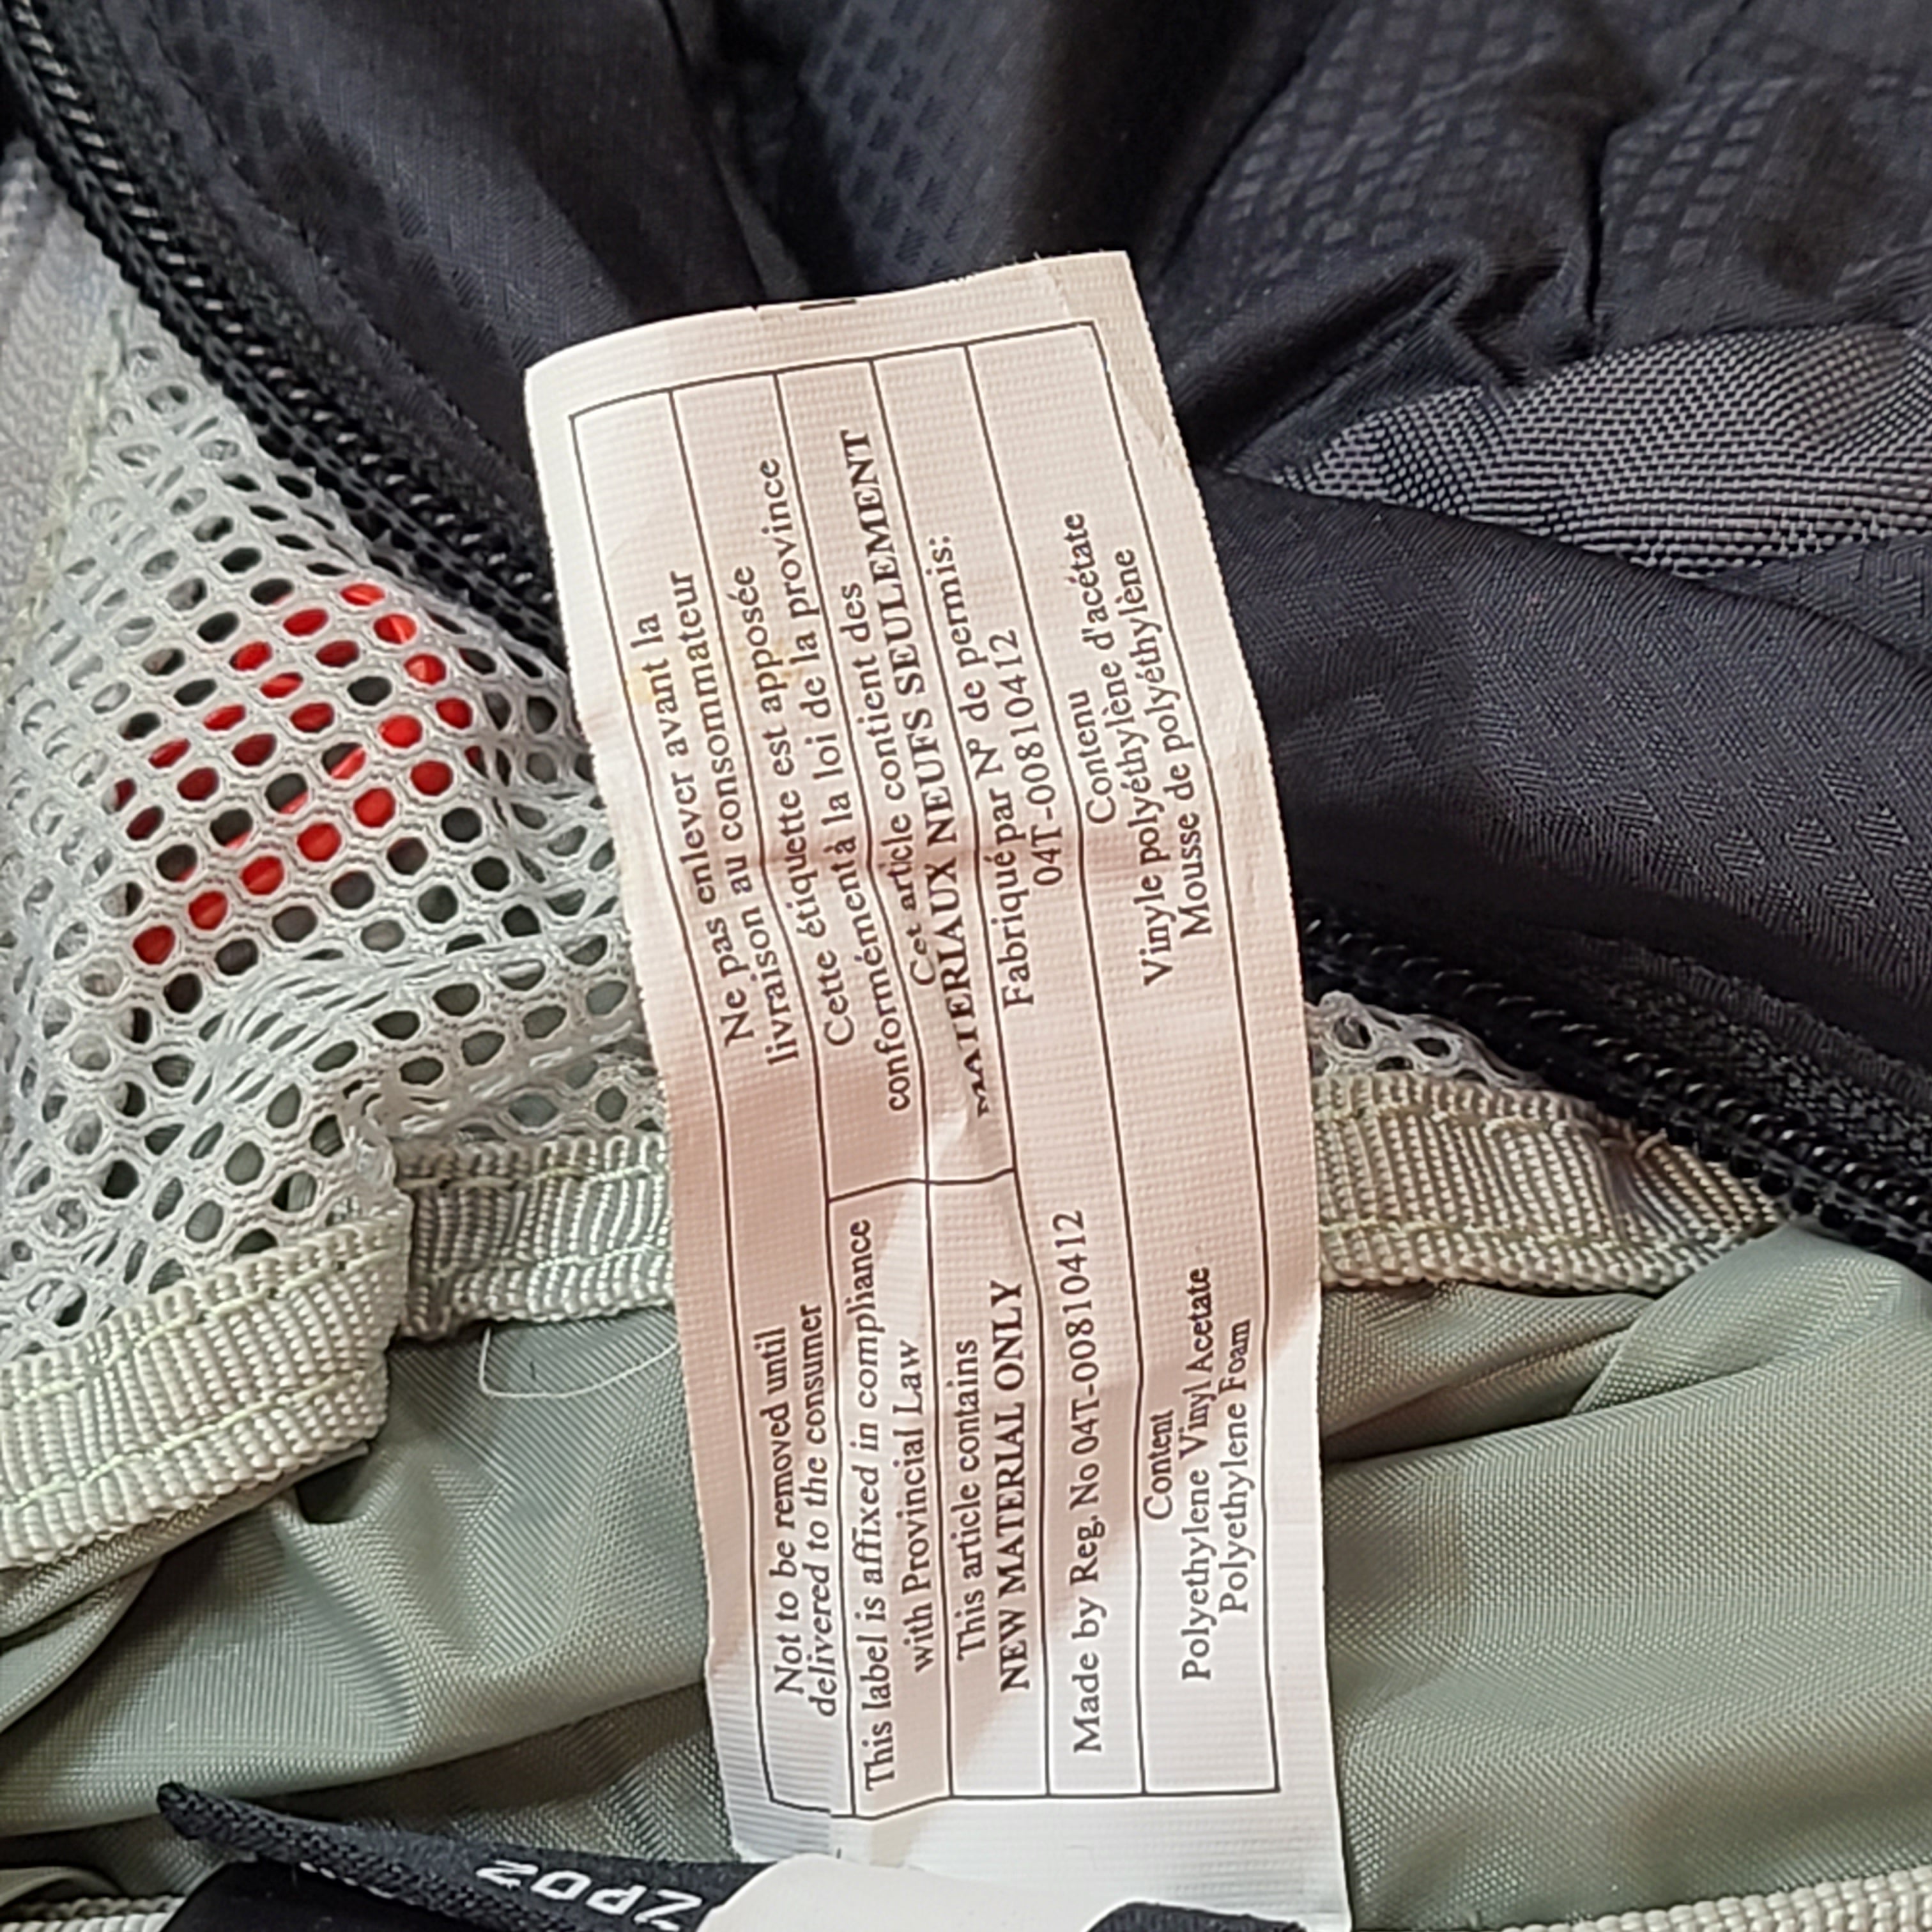 Not to be removed until
delivered to the consumer
This label is affixed in compliance
with Provincial Law
This article contains
NEW MATERIAL ONLY
Made by Reg. No 04T-00810412
Content
Polyethylene Vinyl Acetate
Polyethylene Foam
Ne pas enlever avant la
livraison au consommateur
Cette étiquette est apposée
conformémentà la loi de la province
Cet article contient des
MATERIAUX NEUFS SEULEMENT
Fabriqué par Nº de permis:
04T-00810412
Contenu
Vinyle polyéthylène d'acétate
Mousse de polyéthylène